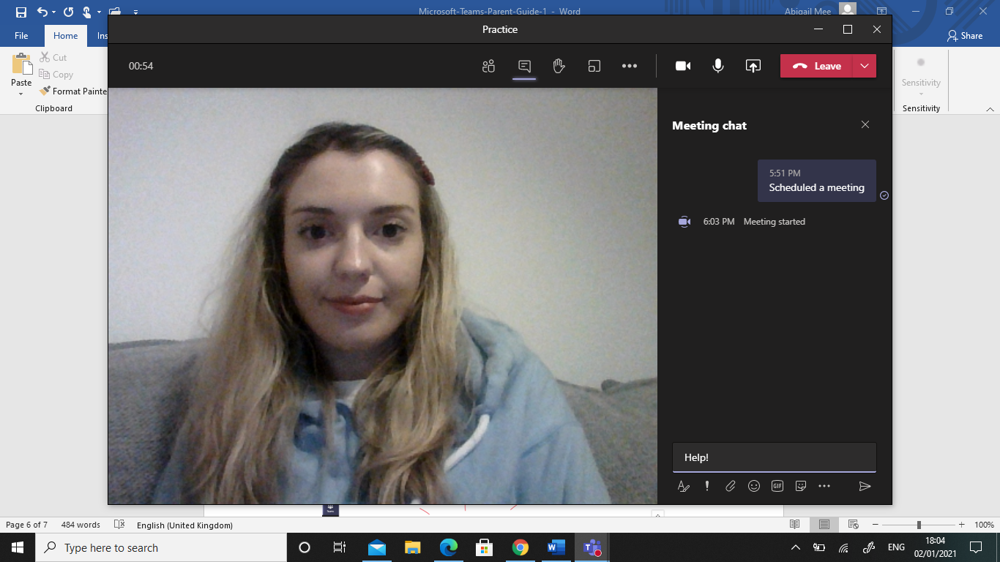 Microsoft-Teams-Parent-Guide-1 - Word
Abigail Mee
File
Home
Ins
Share
Paste
Cut
Copy
Format Painte
Clipboard
Sensitivity
Sensitivity
Practice
00:54
Leave
Meeting chat
5:51 PM
Scheduled a meeting
6:03 PM Meeting started
Help!
GIF
Page 6 of 7 484 words English (United Kingdom) 100%
Type here to search
ENG
18:04
02/01/2021